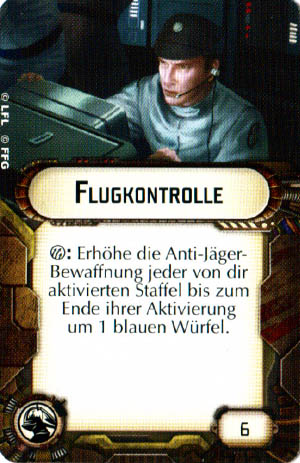 © LFL © FFG
FLUGKONTROLLE
: Erhöhe die Anti-Jäger-
Bewaffnung jeder von dir
aktivierten Staffel bis zum
Ende ihrer Aktivierung
um 1 blauen Würfel.
6